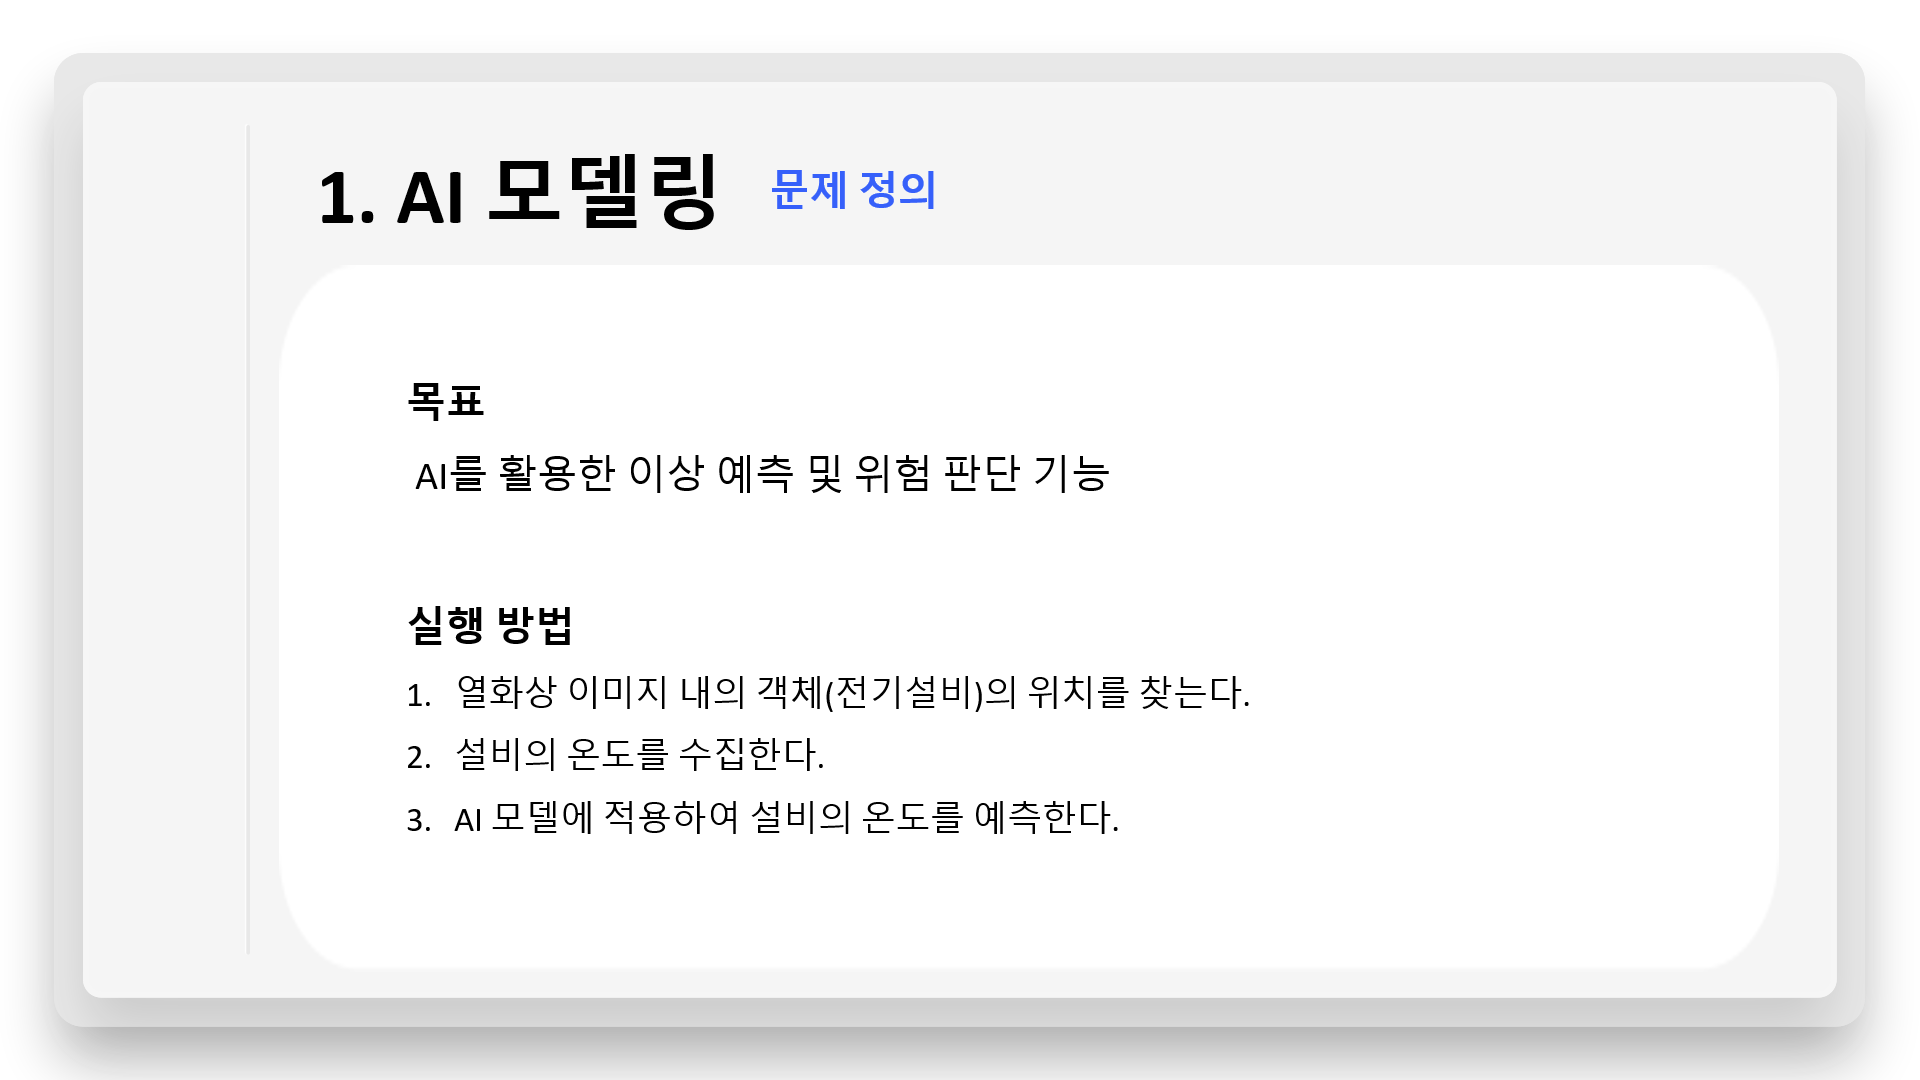 1. AI 모델링 문제 정의
목표
AI를 활용한 이상 예측 및 위험 판단 기능
실행 방법
1. 열화상 이미지 내의 객체(전기설비)의 위치를 찾는다.
2. 설비의 온도를 수집한다.
3. AI 모델에 적용하여 설비의 온도를 예측한다.